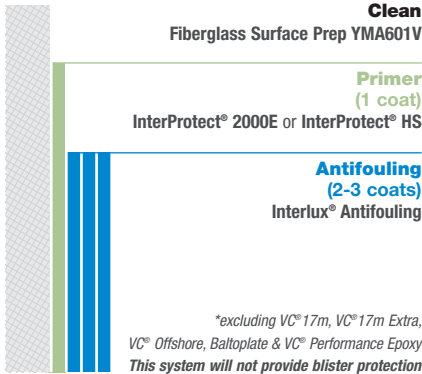 Clean
Fiberglass Surface Prep YMA601V
Primer
(1 coat)
InterProtect® 2000E or InterProtect® HS
Antifouling
(2-3 coats)
Interlux® Antifouling
*excluding VC®17m, VC®17m Extra,
VC® Offshore, Baltoplate & VC® Performance Epoxy
This system will not provide blister protection